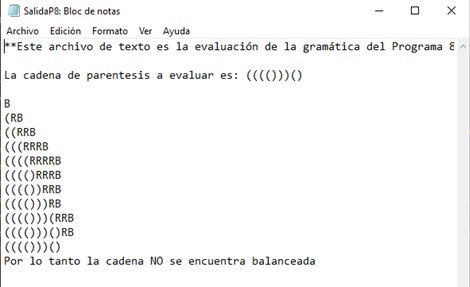 SalidaP8: Bloc de notas
Archivo Edición Formato Ver Ayuda
**Este archivo de texto es la evaluación de la gramática del Programa 8
La cadena de parentesis a evaluar es: (((()))()
B
(RB
((RRB
(((RRRB
((((RRRRB
(((()RRRB
(((())RRB
(((()))RB
(((()))(RRB
(((()))()RB
(((()))()
Por lo tanto la cadena NO se encuentra balanceada